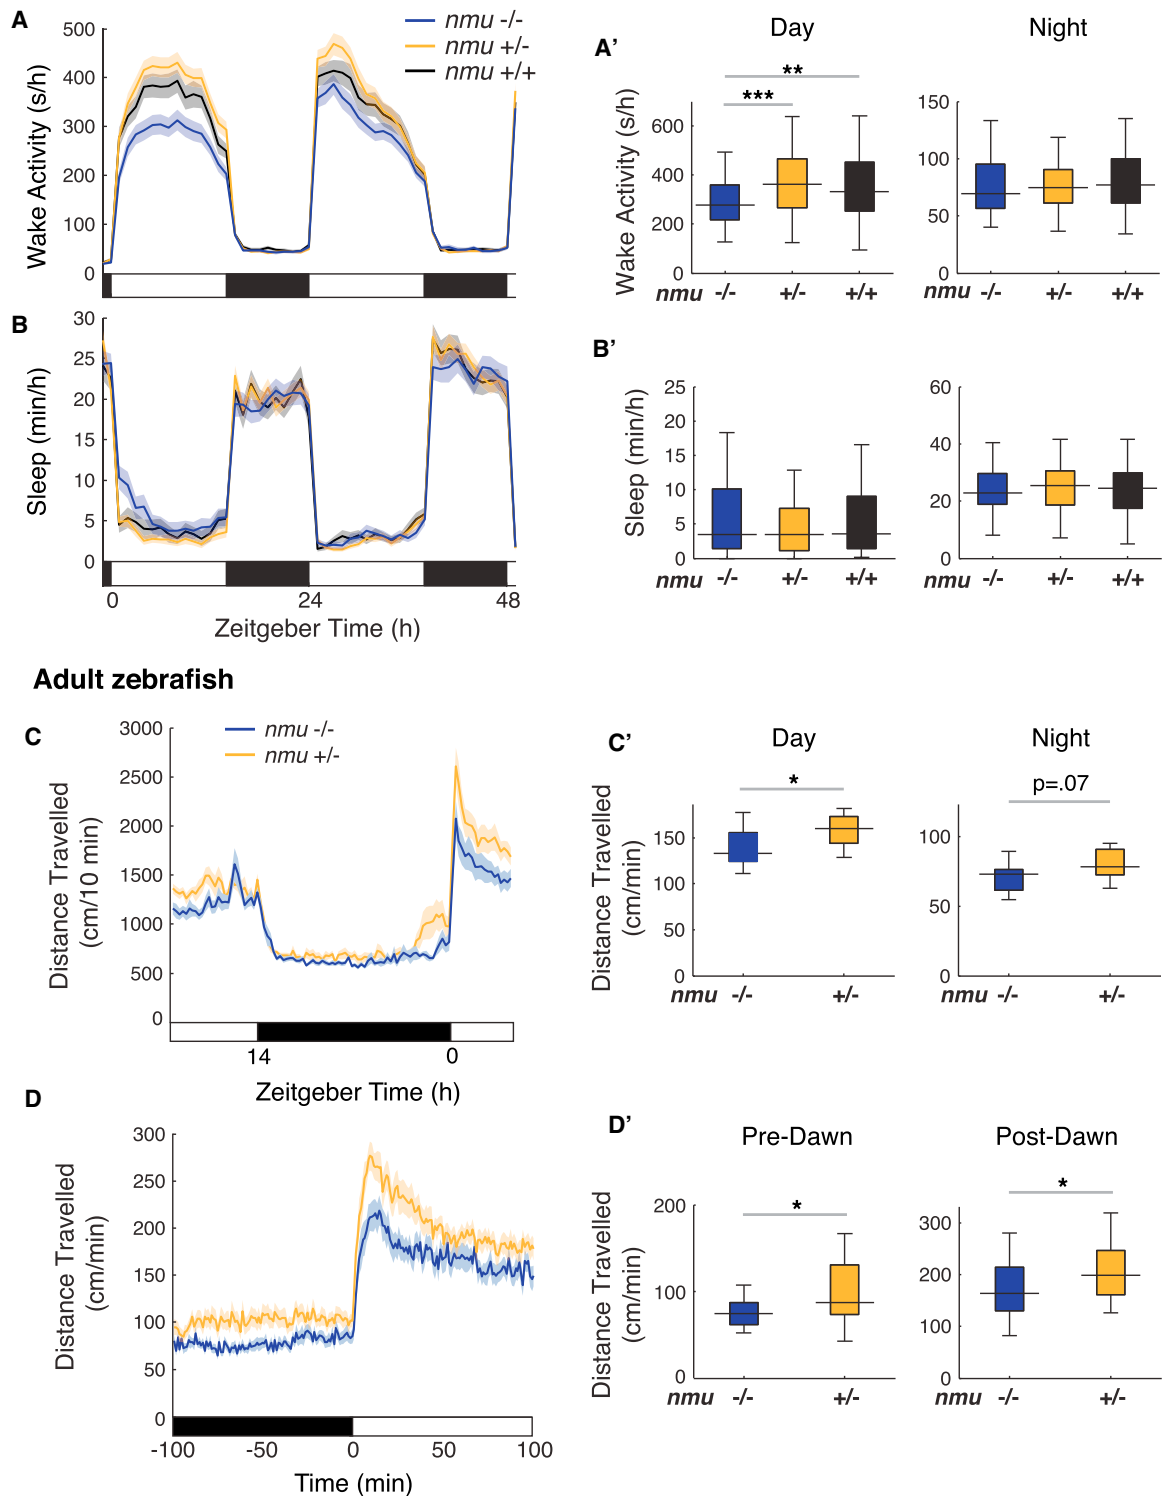 A
nmu -/-
nmu +/-
nmu +/+
500
400
300
200
100
0
Wake Activity (s/h)
A'
Day
Night
**
***
600
400
200
0
Wake Activity (s/h)
nmu -/- +/- +/+
150
100
50
0
nmu -/- +/- +/+
B
30
25
20
15
10
5
0
Sleep (min/h)
0 24 48
Zeitgeber Time (h)
B'
25
20
15
10
5
0
Sleep (min/h)
nmu -/- +/- +/+
60
40
20
0
nmu -/- +/- +/+
Adult zebrafish
C
nmu -/-
nmu +/-
3000
2500
2000
1500
1000
500
0
Distance Travelled
(cm/10 min)
14 0
Zeitgeber Time (h)
C'
Day
Night
*
p=.07
150
100
50
0
Distance Travelled
(cm/min)
nmu -/- +/-
100
50
0
nmu -/- +/-
D
300
250
200
150
100
50
0
Distance Travelled
(cm/min)
-100 -50 0 50 100
Time (min)
D'
Pre-Dawn
Post-Dawn
*
*
200
100
0
Distance Travelled
(cm/min)
nmu -/- +/-
300
200
100
0
nmu -/- +/-